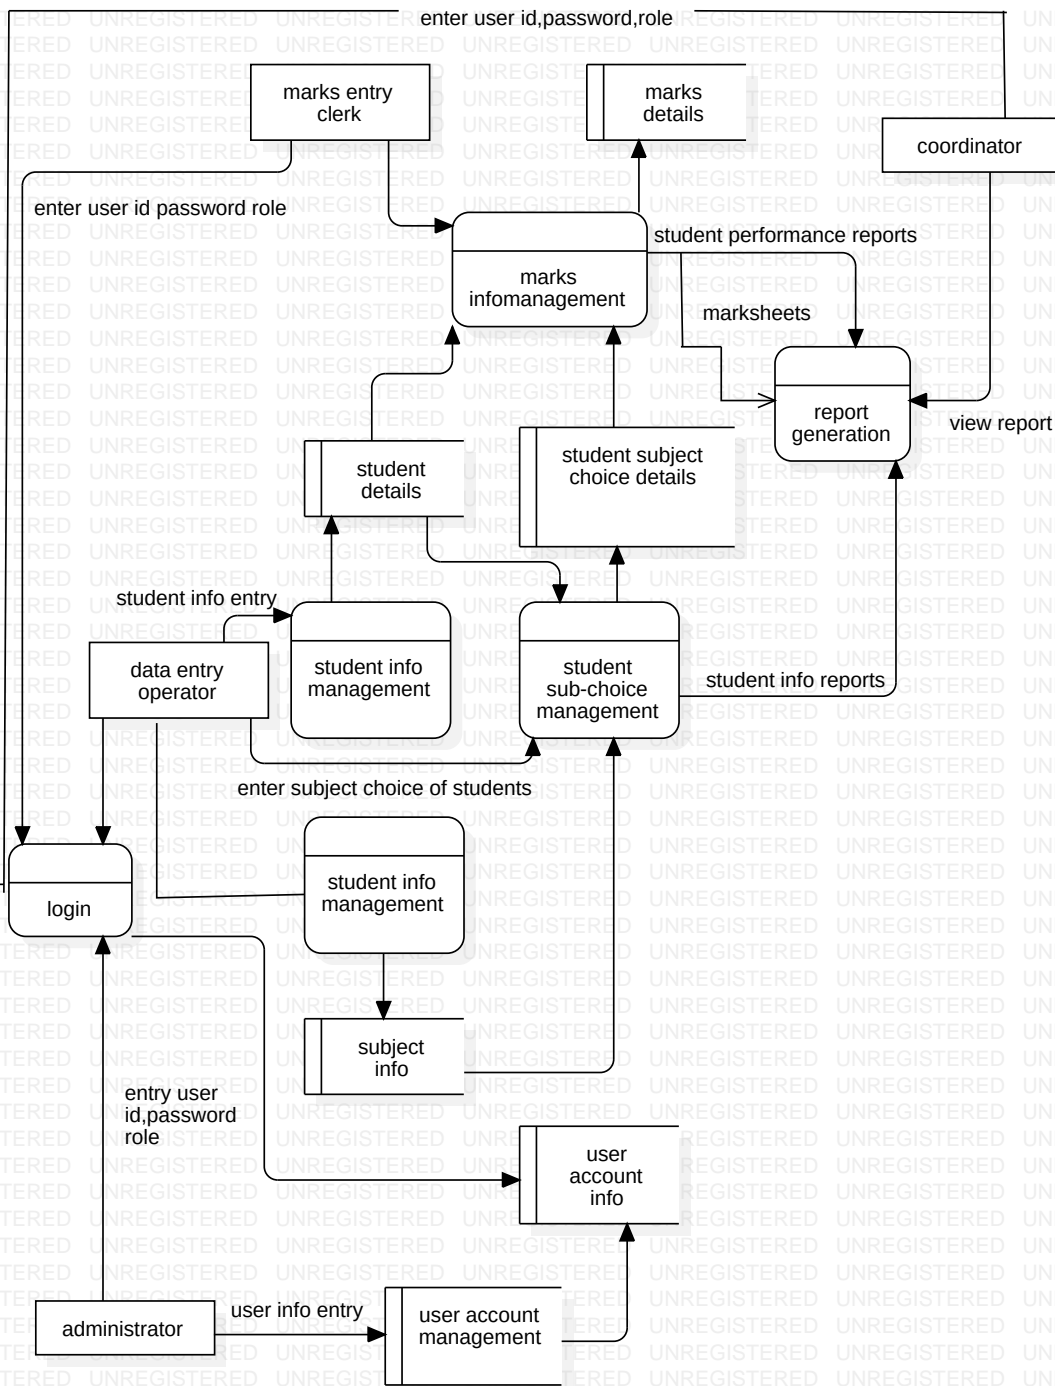 enter user id,password,role
marks entry
clerk
marks
details
coordinator
enter user id password role
student performance reports
marks
infomanagement
marksheets
report
generation
view report
student
details
student subject
choice details
student info entry
data entry
operator
student info
management
student
sub-choice
management
student info reports
enter subject choice of students
student info
management
login
subject
info
entry user
id,password
role
user
account
info
administrator
user info entry
user account
management
UNREGISTERED